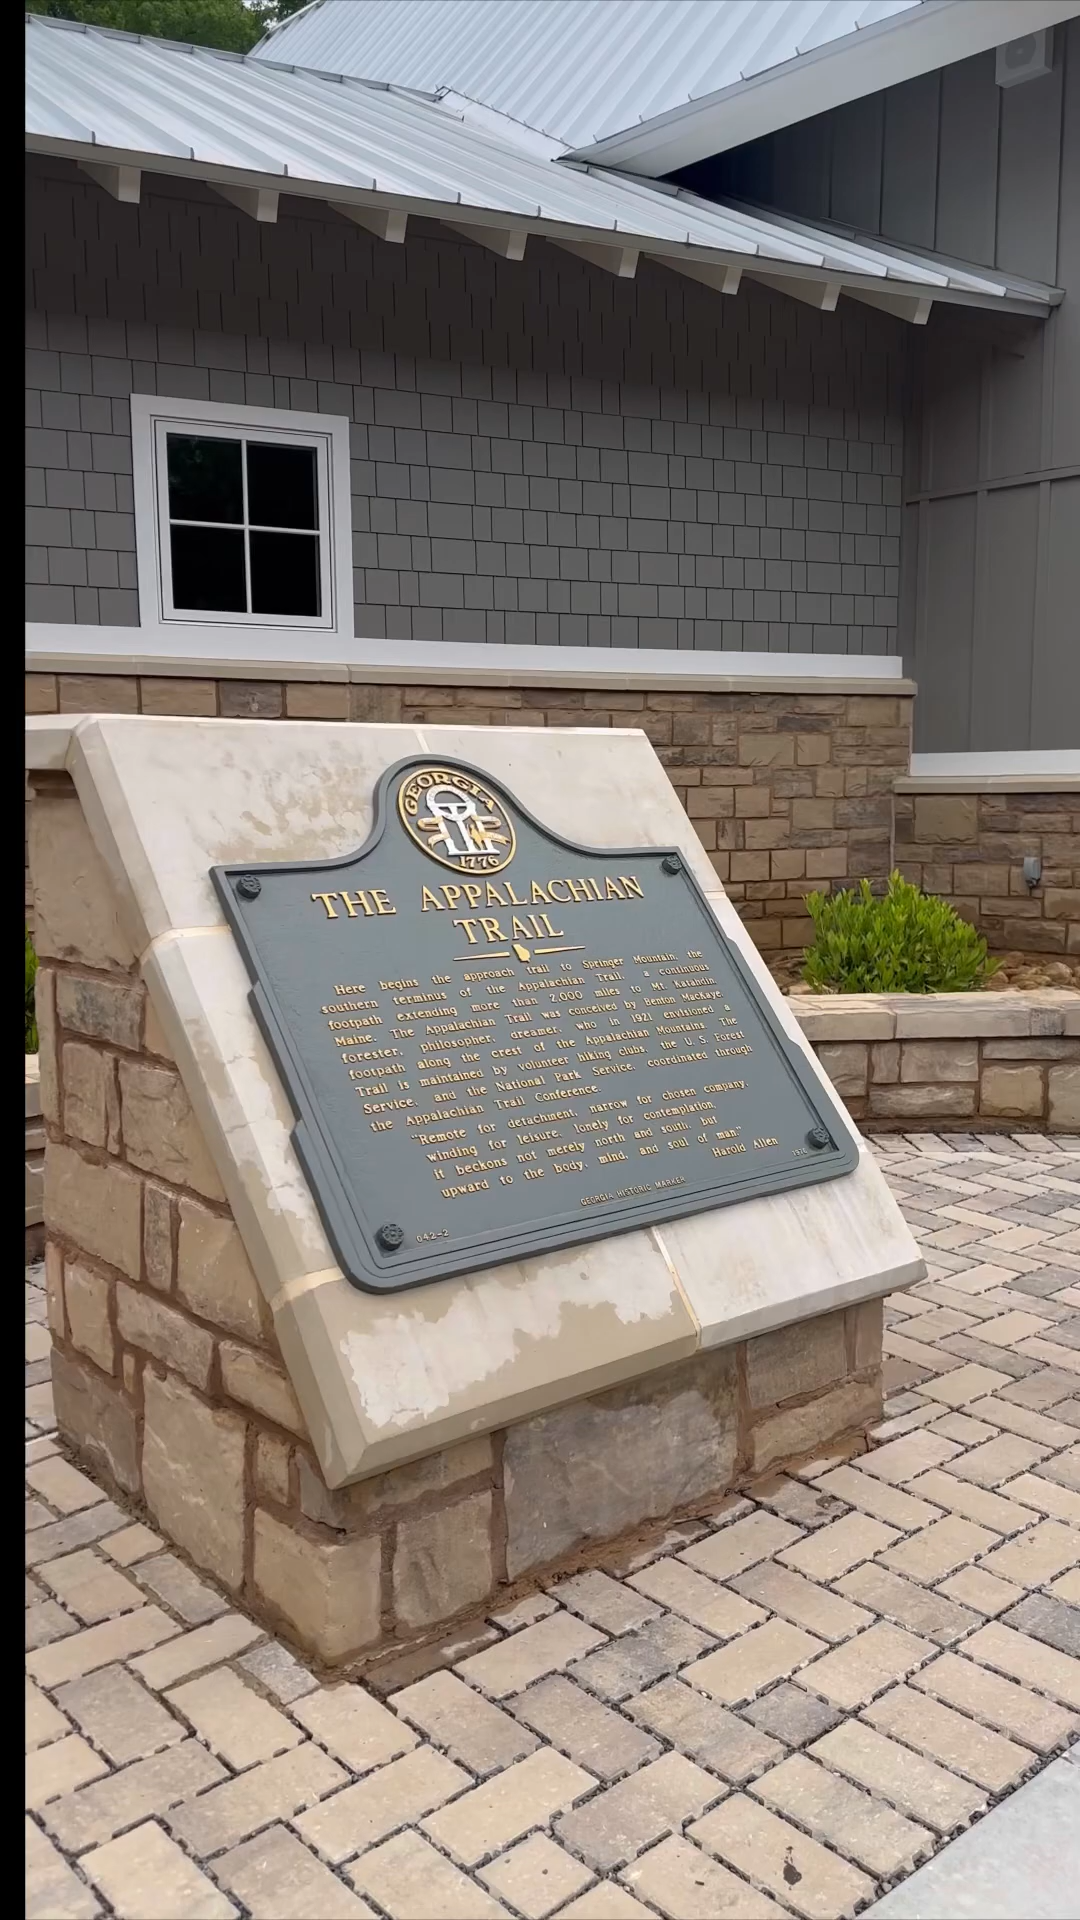 GEORGIA
1776
THE APPALACHIAN
TRAIL
Here begins the approach trail to Springer Mountain, the
southern terminus of the Appalachian Trail, a continuous
footpath extending more than 2,000 miles to Mt. Katahdin,
Maine. The Appalachian Trail was conceived by Benton MacKaye,
forester, philosopher, dreamer, who in 1921 envisioned a
footpath along the crest of the Appalachian Mountains. The
Trail is maintained by volunteer hiking clubs, the U. S. Forest
Service, and the National Park Service, coordinated through
the Appalachian Trail Conference.
"Remote for detachment, narrow for chosen company,
winding for leisure, lonely for contemplation,
it beckons not merely north and south, but
upward to the body, mind, and soul of man."
Harold Allen
GEORGIA HISTORIC MARKER
042-2